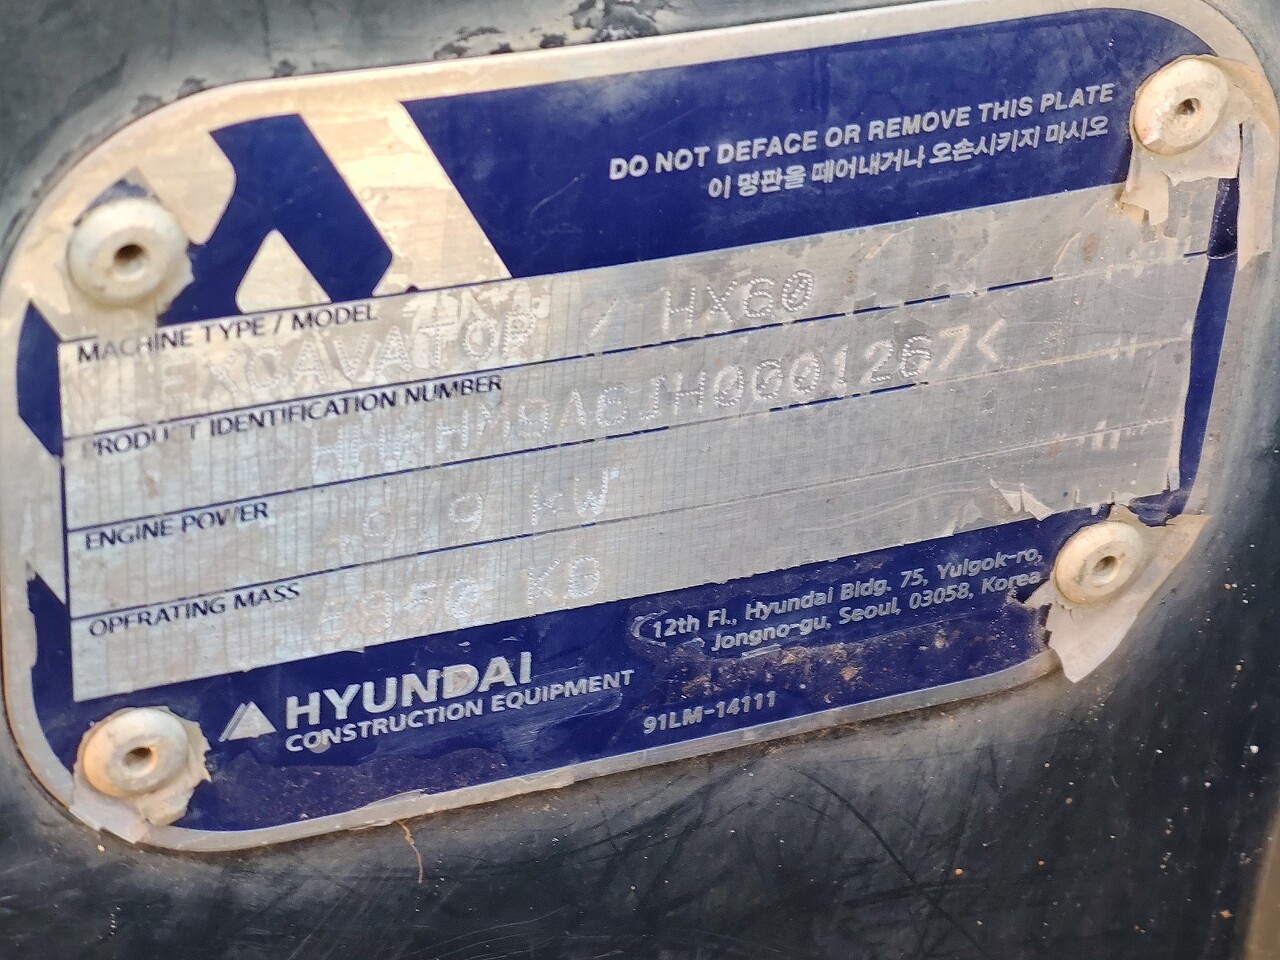 DO NOT DEFACE OR REMOVE THIS PLATE
이 명판을 떼어내거나 오손시키지 마시오
MACHINE TYPE / MODEL
EXCAVATOR / HX60
PRODUCT IDENTIFICATION NUMBER
ENGINE POWER
kW
OPERATING MASS
KG
HYUNDAI
CONSTRUCTION EQUIPMENT
12th Fl., Hyundai Bldg. 75, Yulgok-ro,
Jongno-gu, Seoul, 03058, Korea
91LM-14111